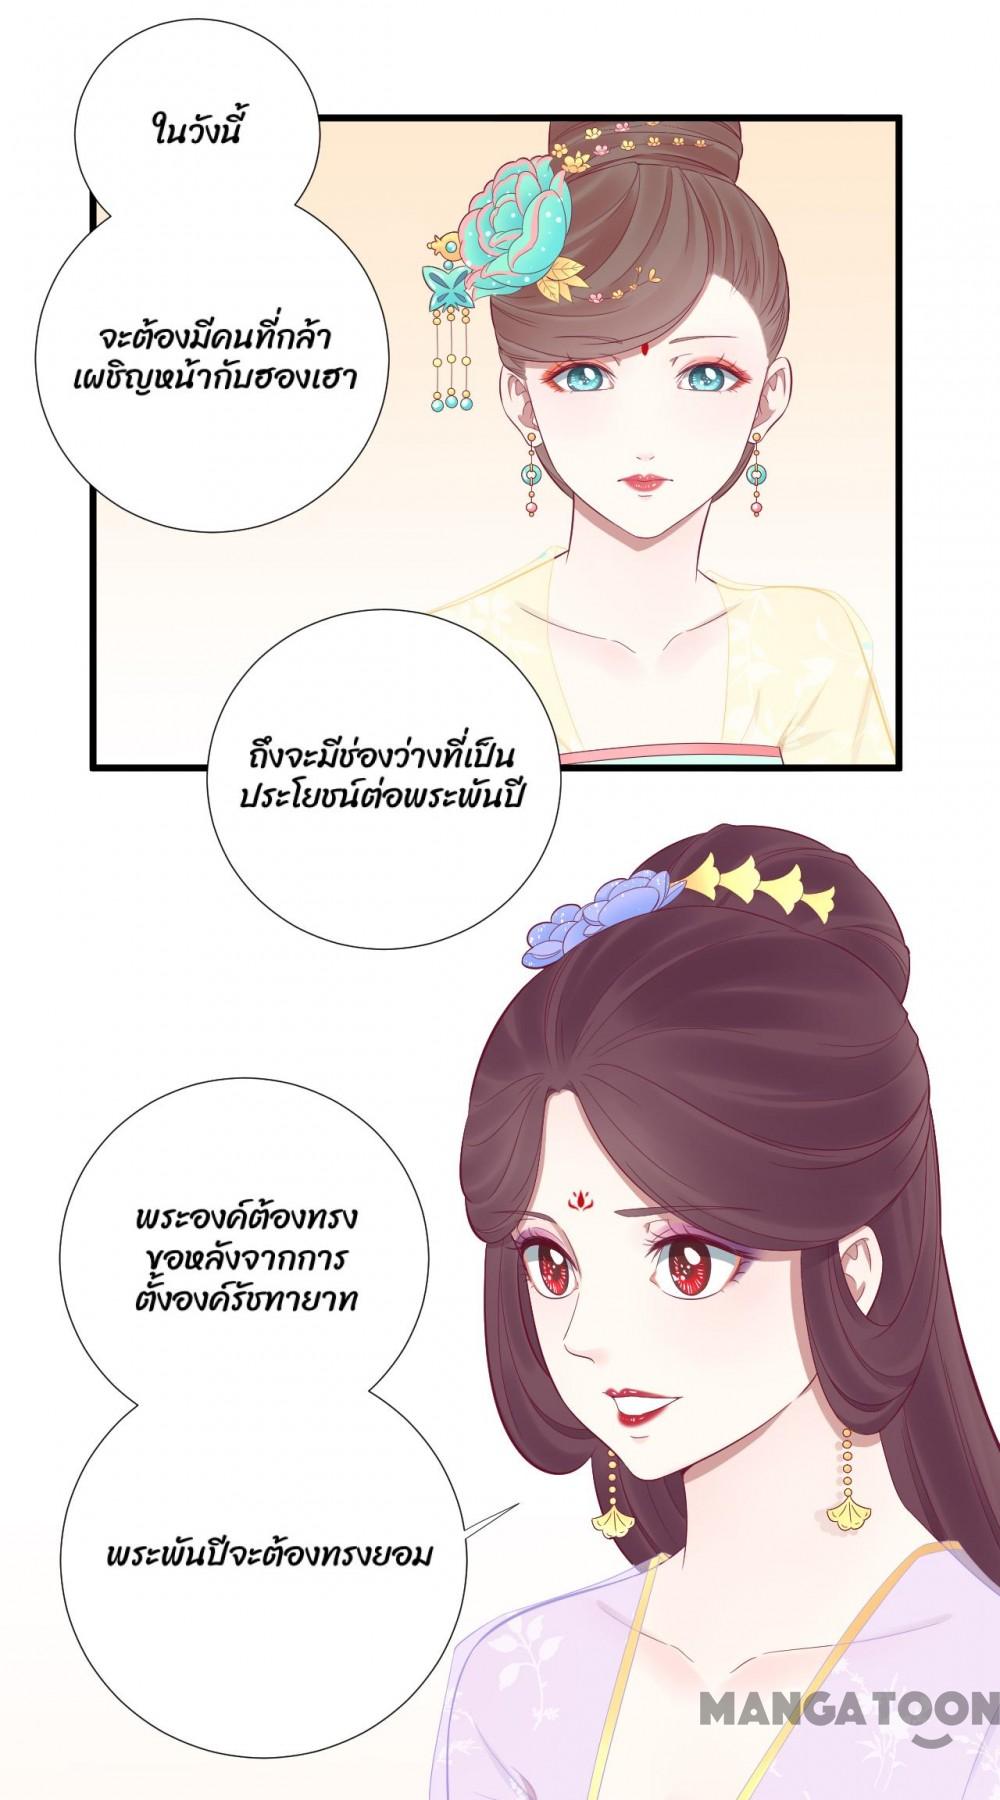 ในวังนี้
จะต้องมีคนที่กล้า
เผชิญหน้ากับฮองเฮา
ถึงจะมีช่องว่างที่เป็น
ประโยชน์ต่อพระพันปี
พระองค์ต้องทรง
ขอหลังจากการ
ตั้งองค์รัชทายาท
พระพันปีจะต้องทรงยอม
MANGATOON